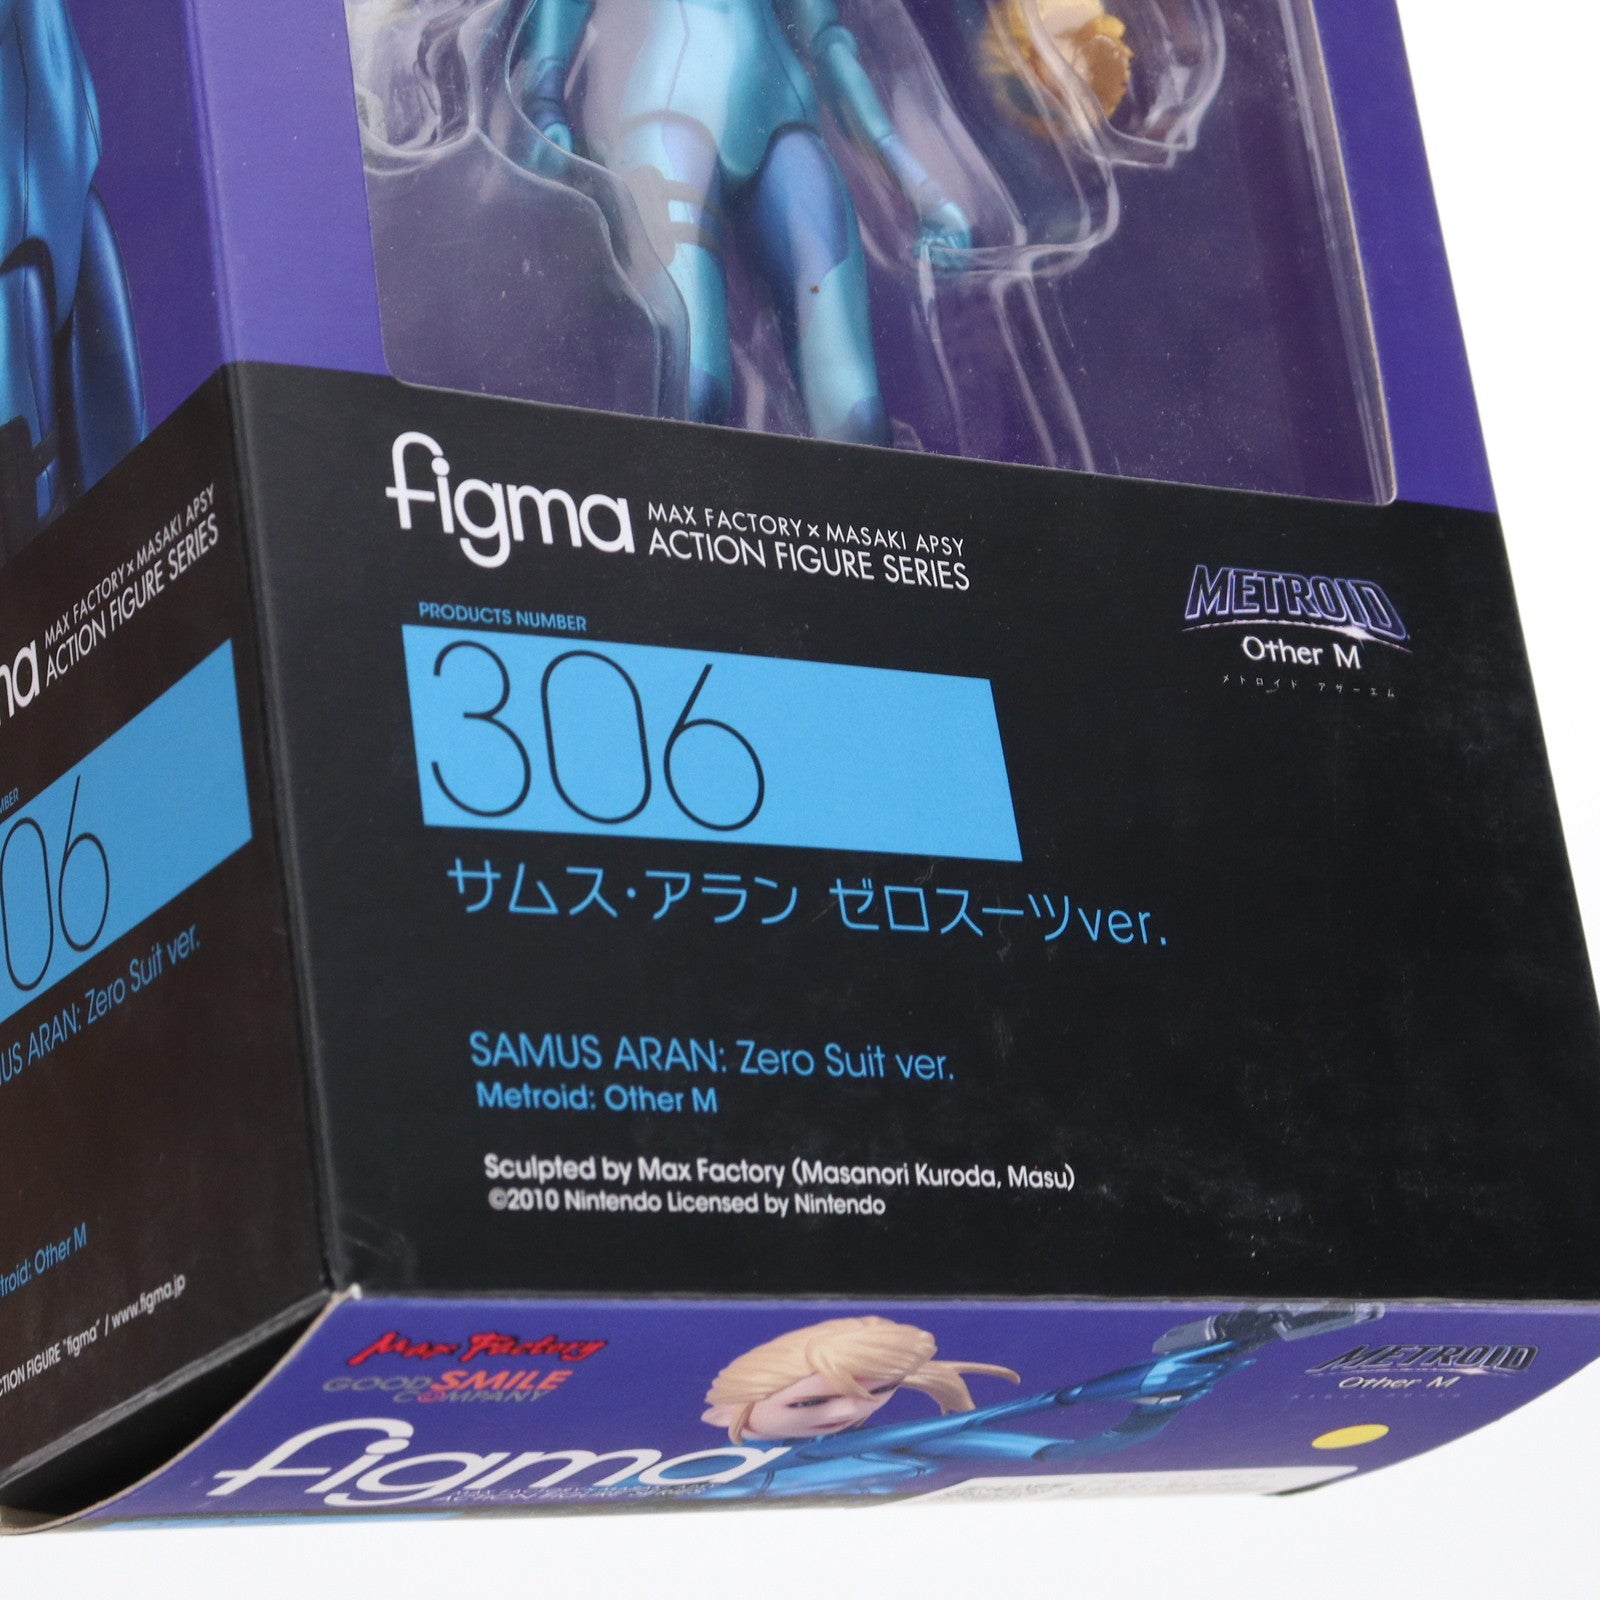 figma
MAX FACTORY × MASAKI APSY
ACTION FIGURE SERIES
PRODUCTS NUMBER
306
METROID
Other M
メトロイド アザーエム
サムス・アラン ゼロスーツver.
SAMUS ARAN: Zero Suit ver.
Metroid: Other M
Sculpted by Max Factory (Masanori Kuroda, Masu)
©2010 Nintendo Licensed by Nintendo
MAX FACTORY × MASAKI APSY
ACTION FIGURE SERIES
06
ARAN: Zero Suit ver.
Other M
FIGURE "figma" / www.figma.jp
Max Factory
GOOD SMILE
COMPANY
figma
METROID
Other M